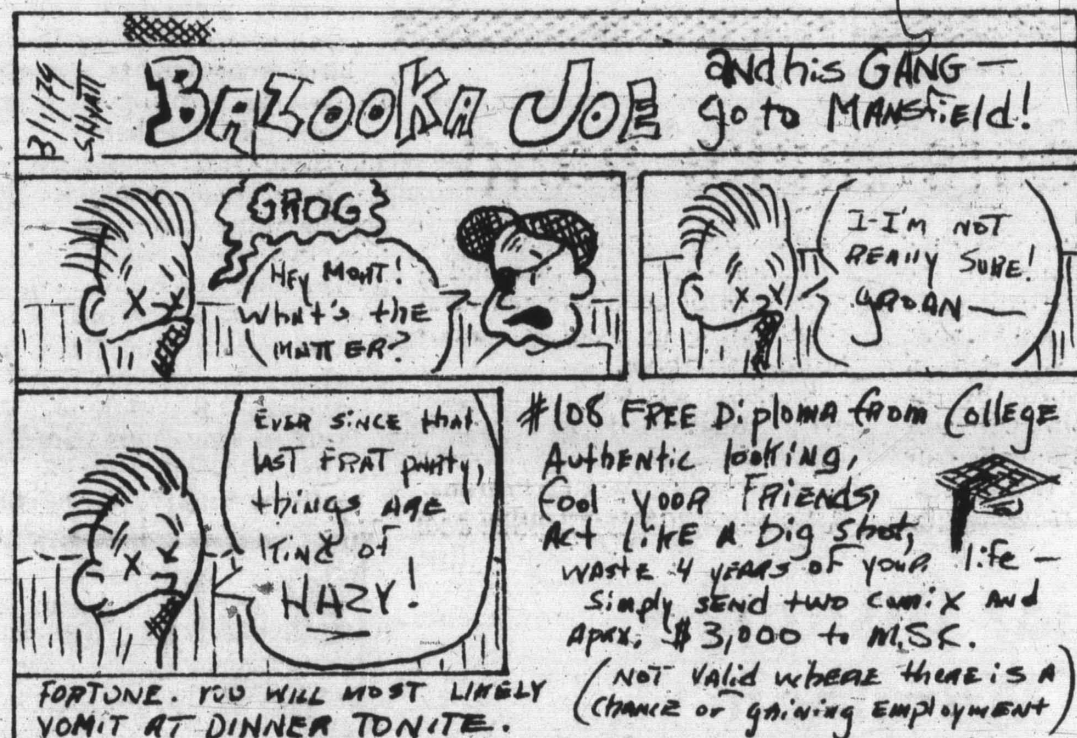 3/1/79
BAZOOKA JOE
and his GANG —
go to MANSfiELD!
GROG
HEY MORT!
What's the
MATTER?
I-I'M NOT
REAlly SURE!
gROAN —
EVER SiNCE that
lAST FRAT pARty,
things ARE
KiNd of
HAZY!
#108 FREE Diploma from College
Authentic looking,
fool YOOR FRiENds,
Act likE A big shot,
WASTE 4 yEARS of youR life —
Simply SENd two comix ANd
Apox. $3,000 to M.S.C.
(NOT VAlid whERE thERE iS A
ChANCE of gAiNiNg EmploymENt)
FORTUNE. YOU WILL MOST LIKELY
VOMIT AT DINNER TONITE.